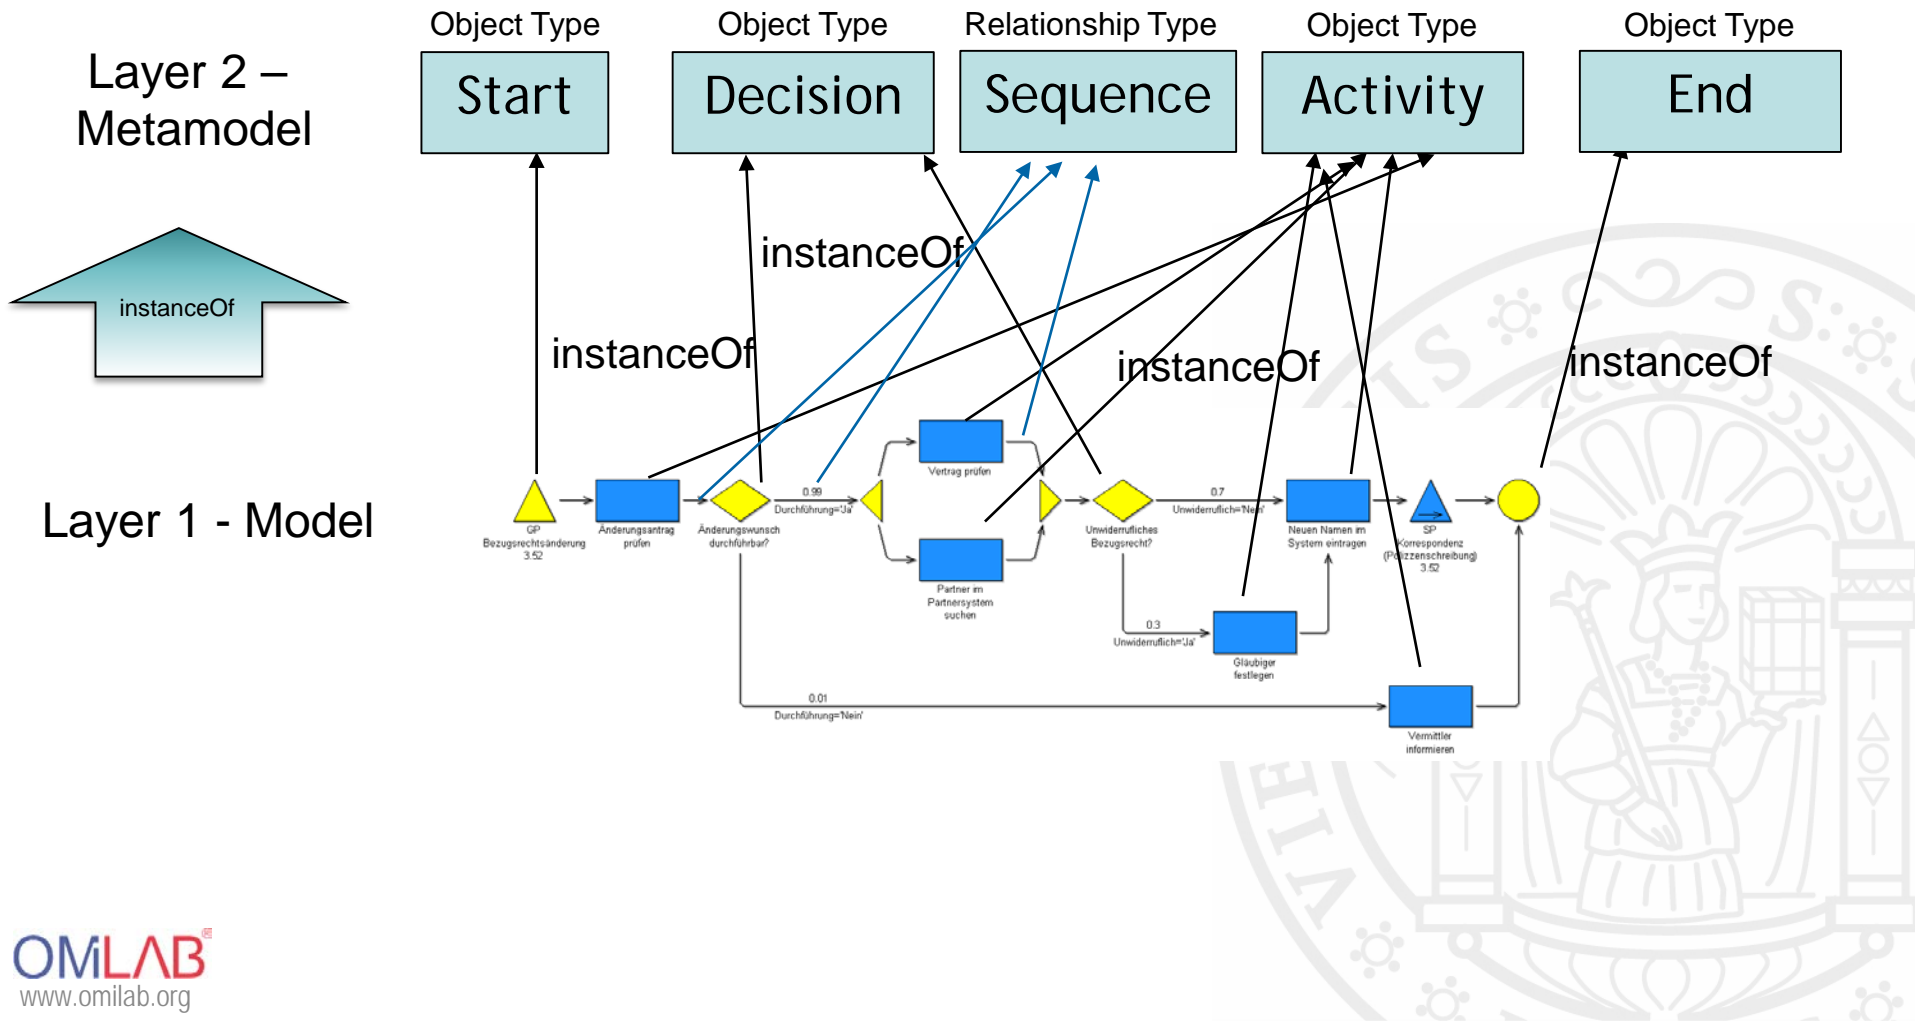 Object Type
Object Type
Relationship Type
Object Type
Object Type
Layer 2 –
Metamodel
Start
Decision
Sequence
Activity
End
instanceOf
instanceOf
instanceOf
instanceOf
instanceOf
Layer 1 - Model
GP
Bezugsrechtsänderung
3.52
Änderungsantrag
prüfen
Änderungswunsch
durchführbar?
0.99
Durchführung='Ja'
Vertrag prüfen
Partner im
Partnersystem
suchen
Unwiderrufliches
Bezugsrecht?
0.7
Unwiderruflich='Nein'
Neuen Namen im
System eintragen
SP
Korrespondenz
(Polizzenschreibung)
3.52
0.3
Unwiderruflich='Ja'
Gläubiger
festlegen
0.01
Durchführung='Nein'
Vermittler
informieren
OMiLAB®
www.omilab.org